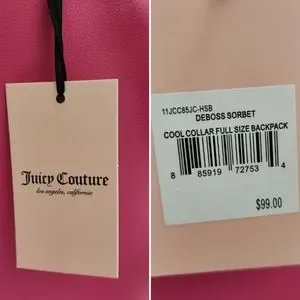 Juicy Couture
los angeles, california
11JCC85JC-HSB
DEBOSS SORBET
COOL COLLAR FULL SIZE BACKPACK
8 85919 72753 4
$99.00